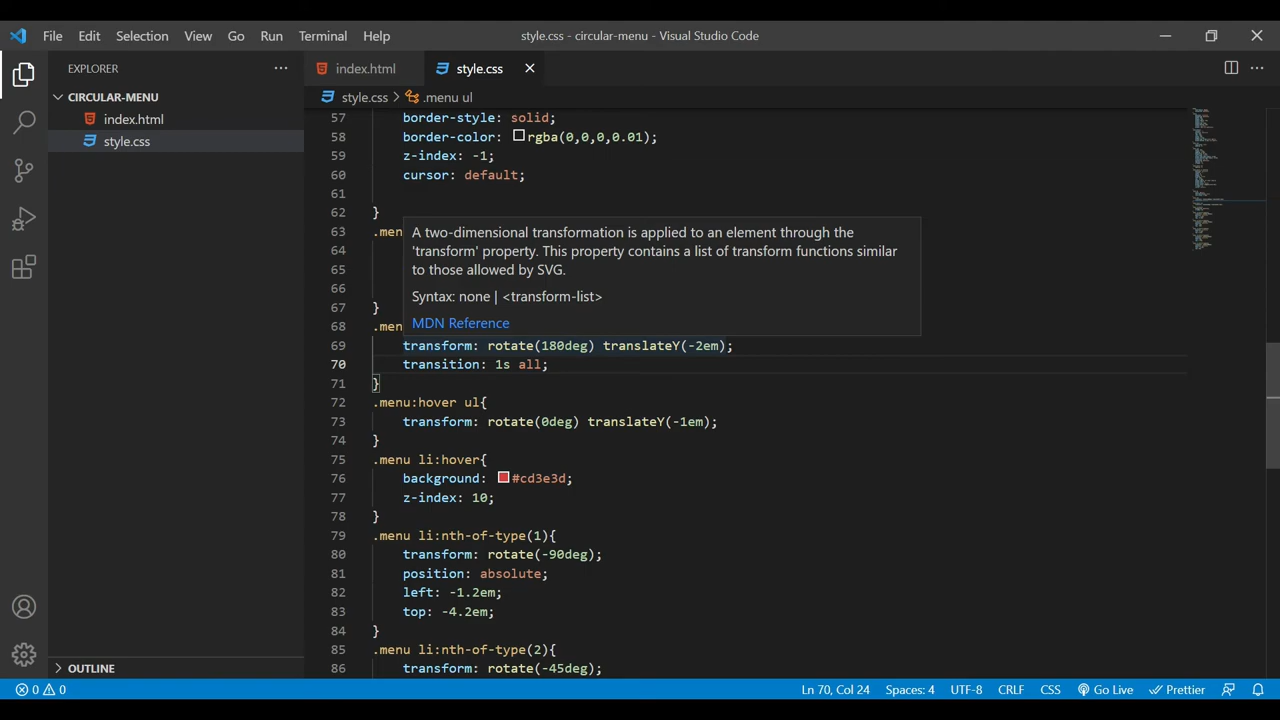 File Edit Selection View Go Run Terminal Help style.css - circular-menu - Visual Studio Code
EXPLORER
CIRCULAR-MENU
index.html
style.css
OUTLINE
index.html style.css
style.css > .menu ul
57 border-style: solid;
58 border-color: rgba(0,0,0,0.01);
59 z-index: -1;
60 cursor: default;
61
62 }
63 .men
64
65
66
67 }
68 .men
A two-dimensional transformation is applied to an element through the
'transform' property. This property contains a list of transform functions similar
to those allowed by SVG.
Syntax: none | <transform-list>
MDN Reference
69 transform: rotate(180deg) translateY(-2em);
70 transition: 1s all;
71 }
72 .menu:hover ul{
73 transform: rotate(0deg) translateY(-1em);
74 }
75 .menu li:hover{
76 background: #cd3e3d;
77 z-index: 10;
78 }
79 .menu li:nth-of-type(1){
80 transform: rotate(-90deg);
81 position: absolute;
82 left: -1.2em;
83 top: -4.2em;
84 }
85 .menu li:nth-of-type(2){
86 transform: rotate(-45deg);
0 0 Ln 70, Col 24 Spaces: 4 UTF-8 CRLF CSS Go Live Prettier